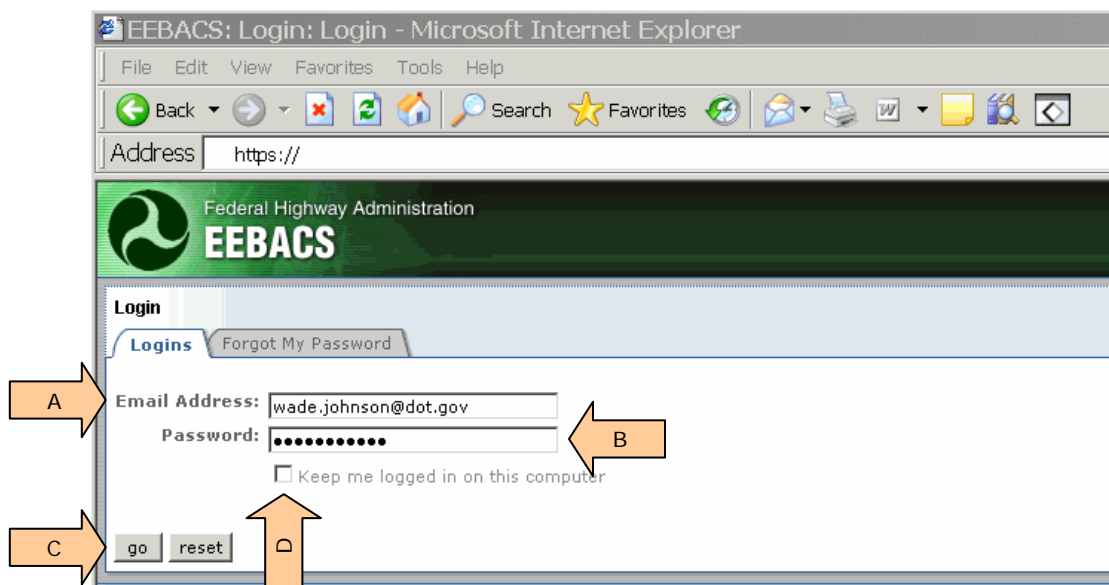 EEBACS: Login: Login - Microsoft Internet Explorer
File Edit View Favorites Tools Help
Back Search Favorites W
Address https://
Federal Highway Administration
EEBACS
Login
Logins Forgot My Password
A Email Address: wade.johnson@dot.gov
Password: ●●●●●●●●●●● B
Keep me logged in on this computer
C go reset D